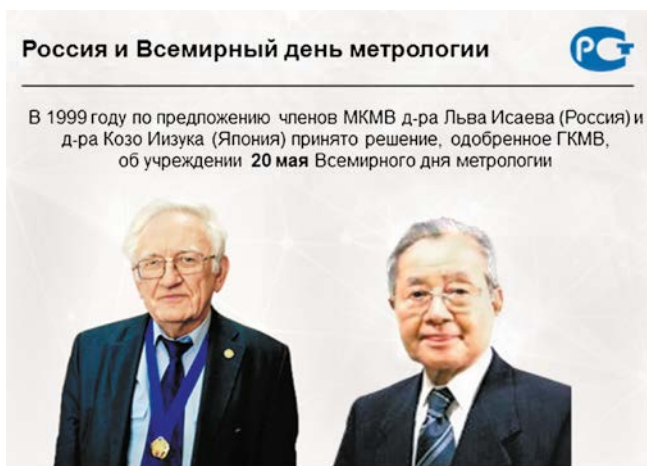 Россия и Всемирный день метрологии
РСТ
В 1999 году по предложению членов МКМВ д-ра Льва Исаева (Россия) и
д-ра Козо Иизука (Япония) принято решение, одобренное ГКМВ,
об учреждении 20 мая Всемирного дня метрологии